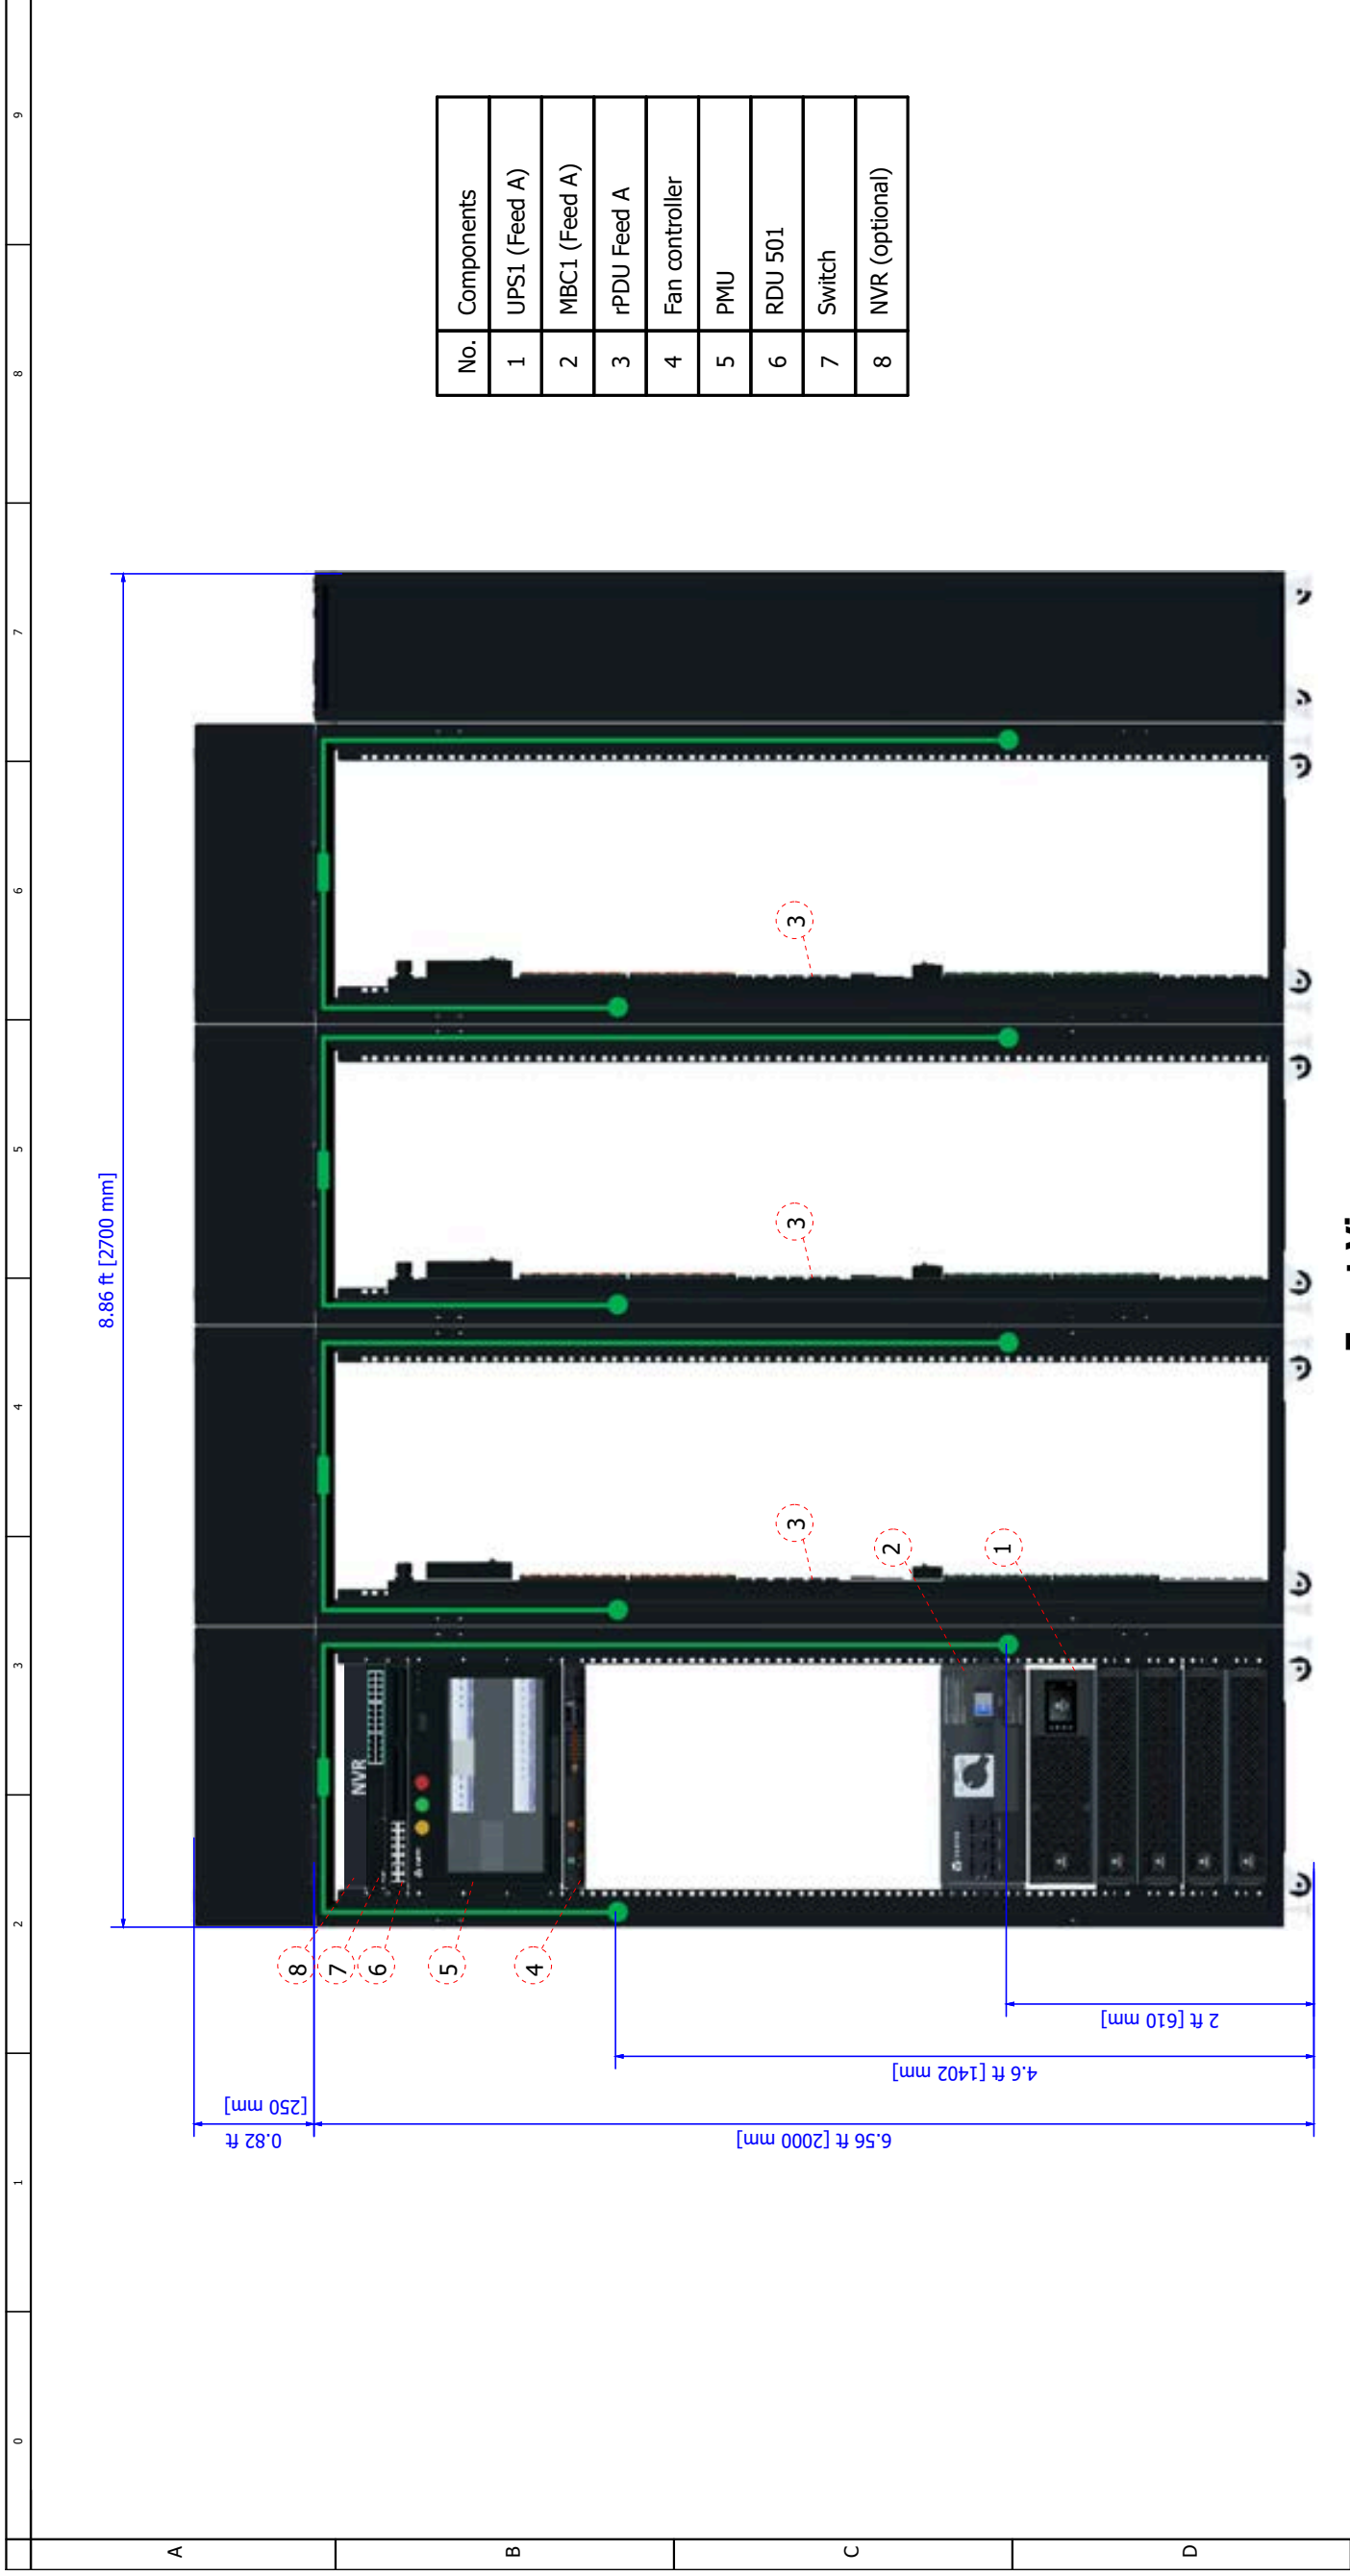 0 1 2 3 4 5 6 7 8 9
A
B
C
D
8.86 ft [2700 mm]
0.82 ft
[250 mm]
6.56 ft [2000 mm]
4.6 ft [1402 mm]
2 ft [610 mm]
8
7
6
5
4
NVR
2
1
3
3
3
No. Components
1 UPS1 (Feed A)
2 MBC1 (Feed A)
3 rPDU Feed A
4 Fan controller
5 PMU
6 RDU 501
7 Switch
8 NVR (optional)